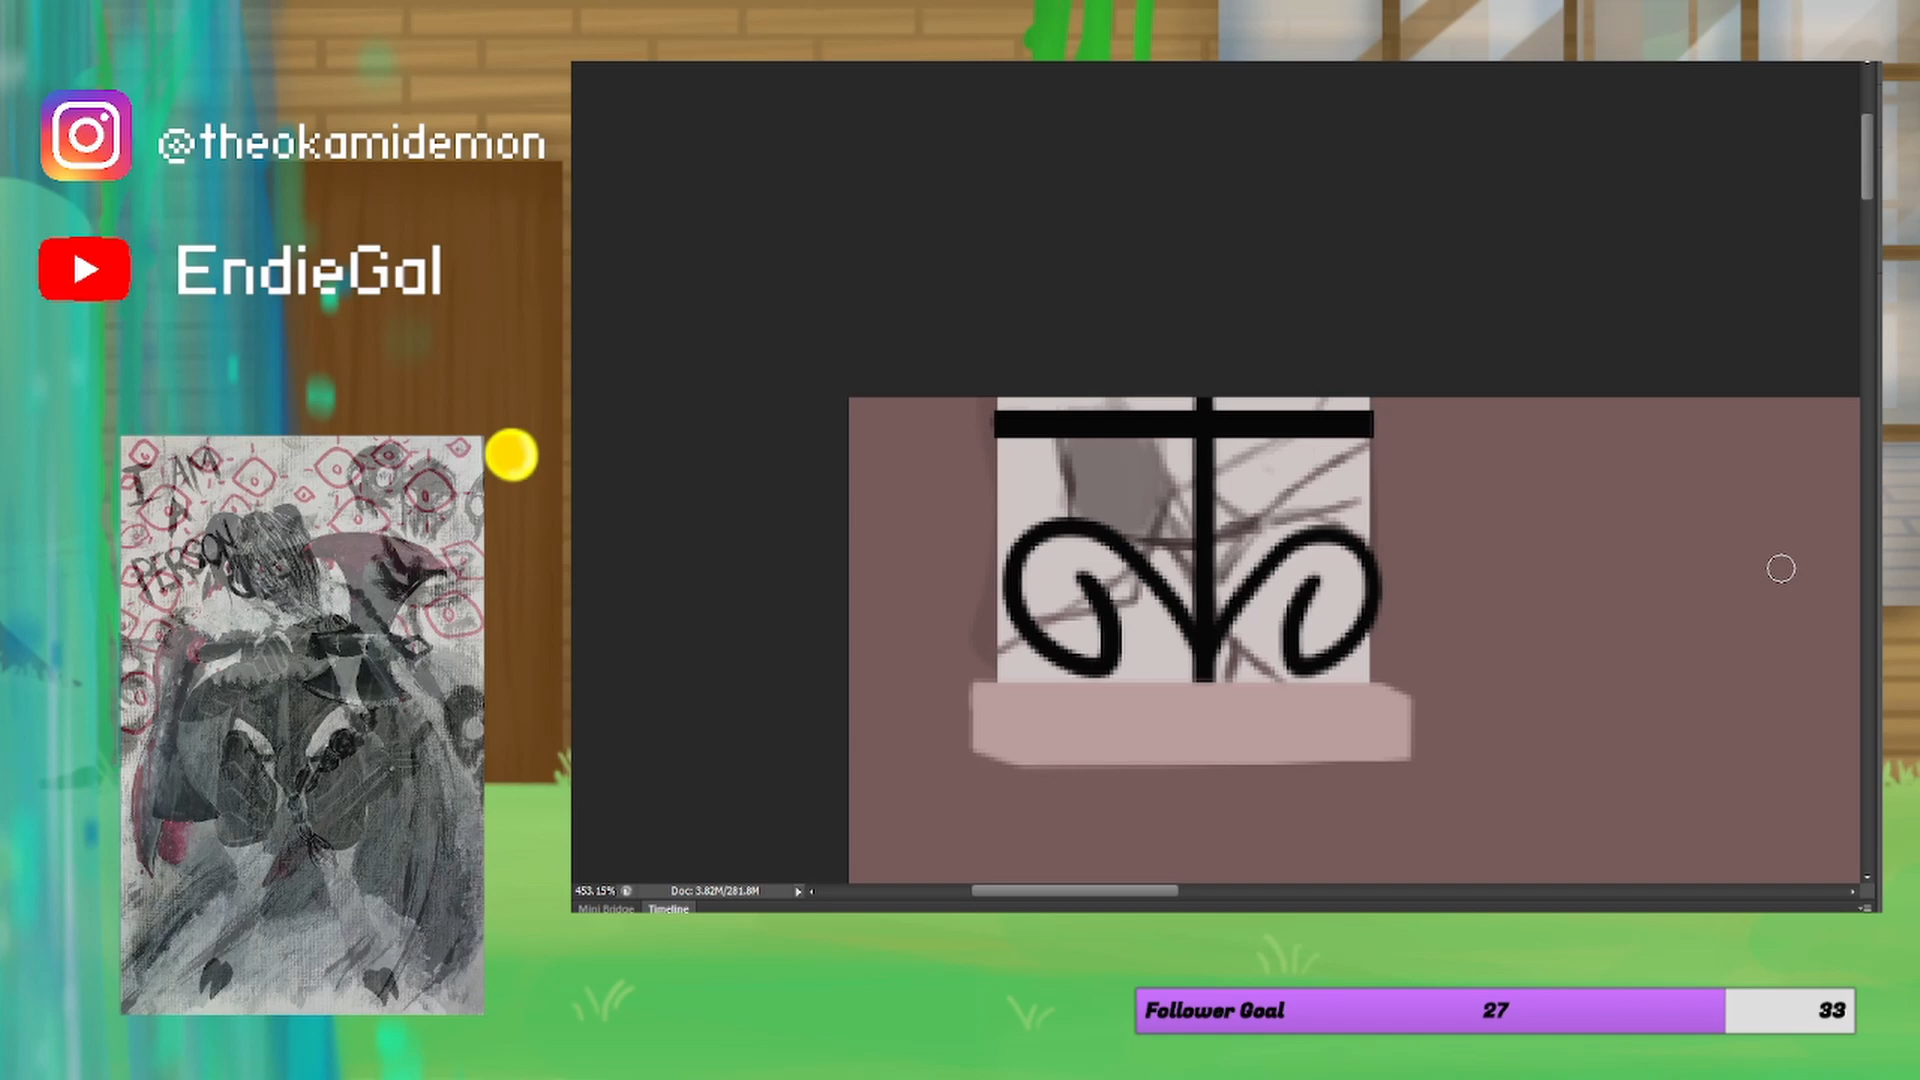 @theokamidemon
EndieGal
I AM
A
PERSON
453.15%
Doc: 3.82M/281.8M
Mini Bridge
Timeline
Follower Goal
27
33